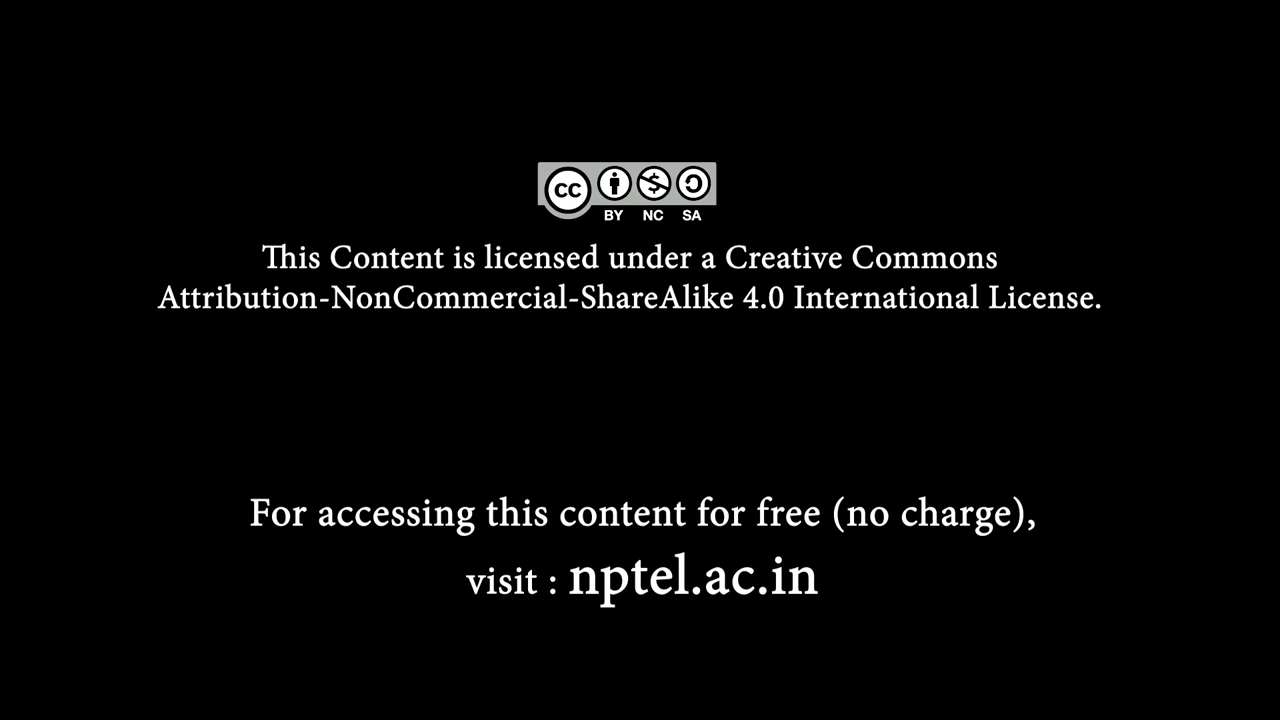 cc BY NC SA
This Content is licensed under a Creative Commons
Attribution-NonCommercial-ShareAlike 4.0 International License.
For accessing this content for free (no charge),
visit : nptel.ac.in